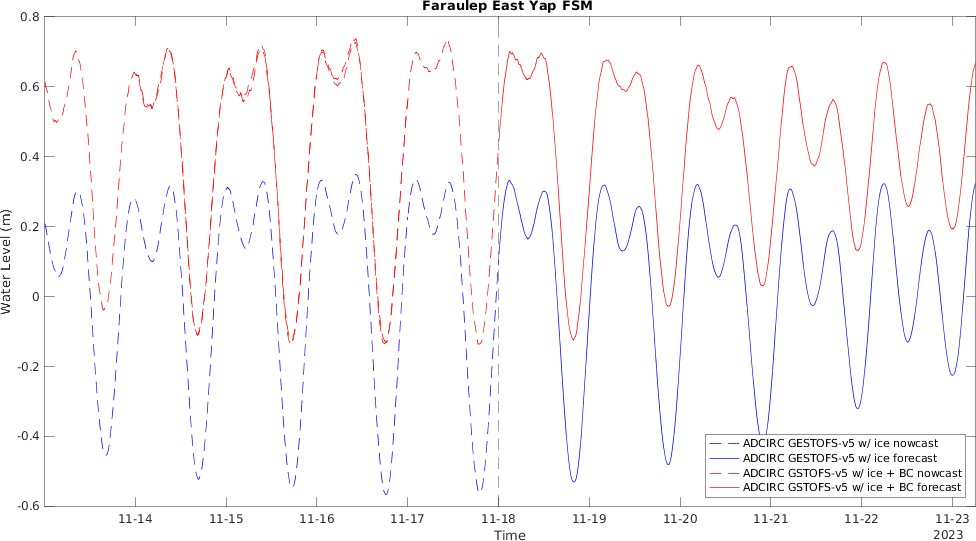 Faraulep East Yap FSM
0.8
0.6
0.4
0.2
0
-0.2
-0.4
-0.6
Water Level (m)
ADCIRC GESTOFS-v5 w/ ice nowcast
ADCIRC GESTOFS-v5 w/ ice forecast
ADCIRC GSTOFS-v5 w/ ice + BC nowcast
ADCIRC GSTOFS-v5 w/ ice + BC forecast
11-14
11-15
11-16
11-17
11-18
11-19
11-20
11-21
11-22
11-23
Time
2023